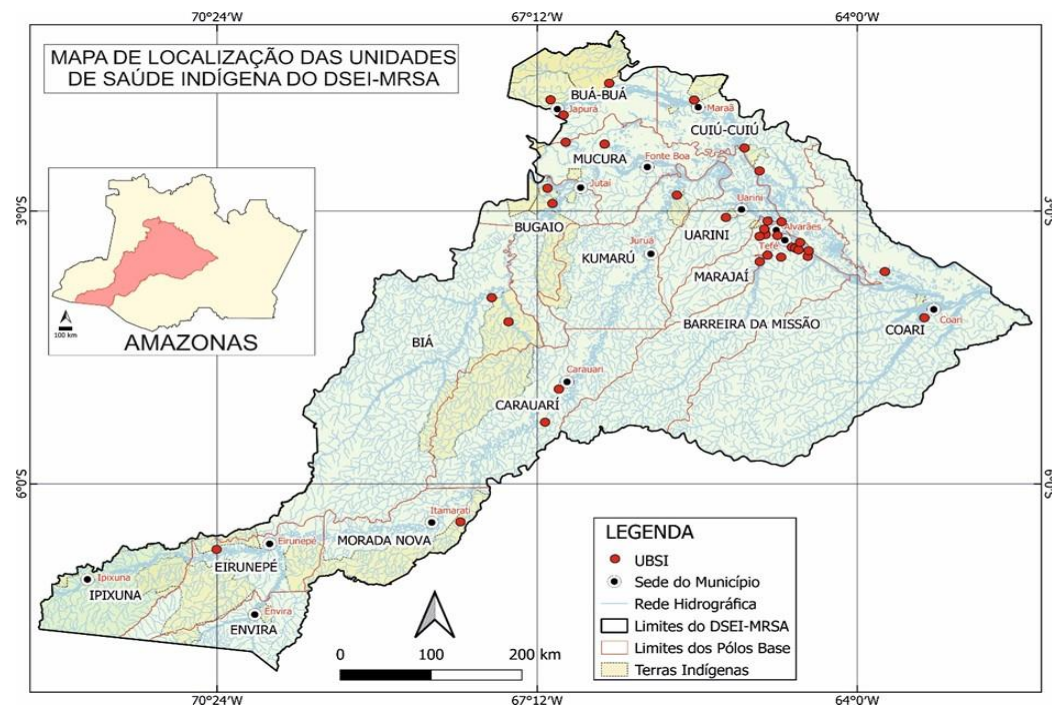 70°24'W 67°12'W 64°0'W
MAPA DE LOCALIZAÇÃO DAS UNIDADES
DE SAÚDE INDÍGENA DO DSEI-MRSA
BUÁ-BUÁ
Japurá
Maraã
CUIÚ-CUIÚ
MUCURA
Fonte Boa
Jutaí
Uarini
3°0'S
3°0'S
BUGAIO
UARINI
Alvarães
Tefé
Juruá
KUMARÚ
MARAJAÍ
100 km
AMAZONAS
BIÁ
BARREIRA DA MISSÃO
COARI
Coari
Carauari
CARAUARÍ
6°0'S
6°0'S
Itamarati
MORADA NOVA
Eirunepé
EIRUNEPÉ
Ipixuna
IPIXUNA
Envira
ENVIRA
LEGENDA
UBSI
Sede do Município
Rede Hidrográfica
Limites do DSEI-MRSA
Limites dos Pólos Base
Terras Indígenas
0 100 200 km
70°24'W 67°12'W 64°0'W